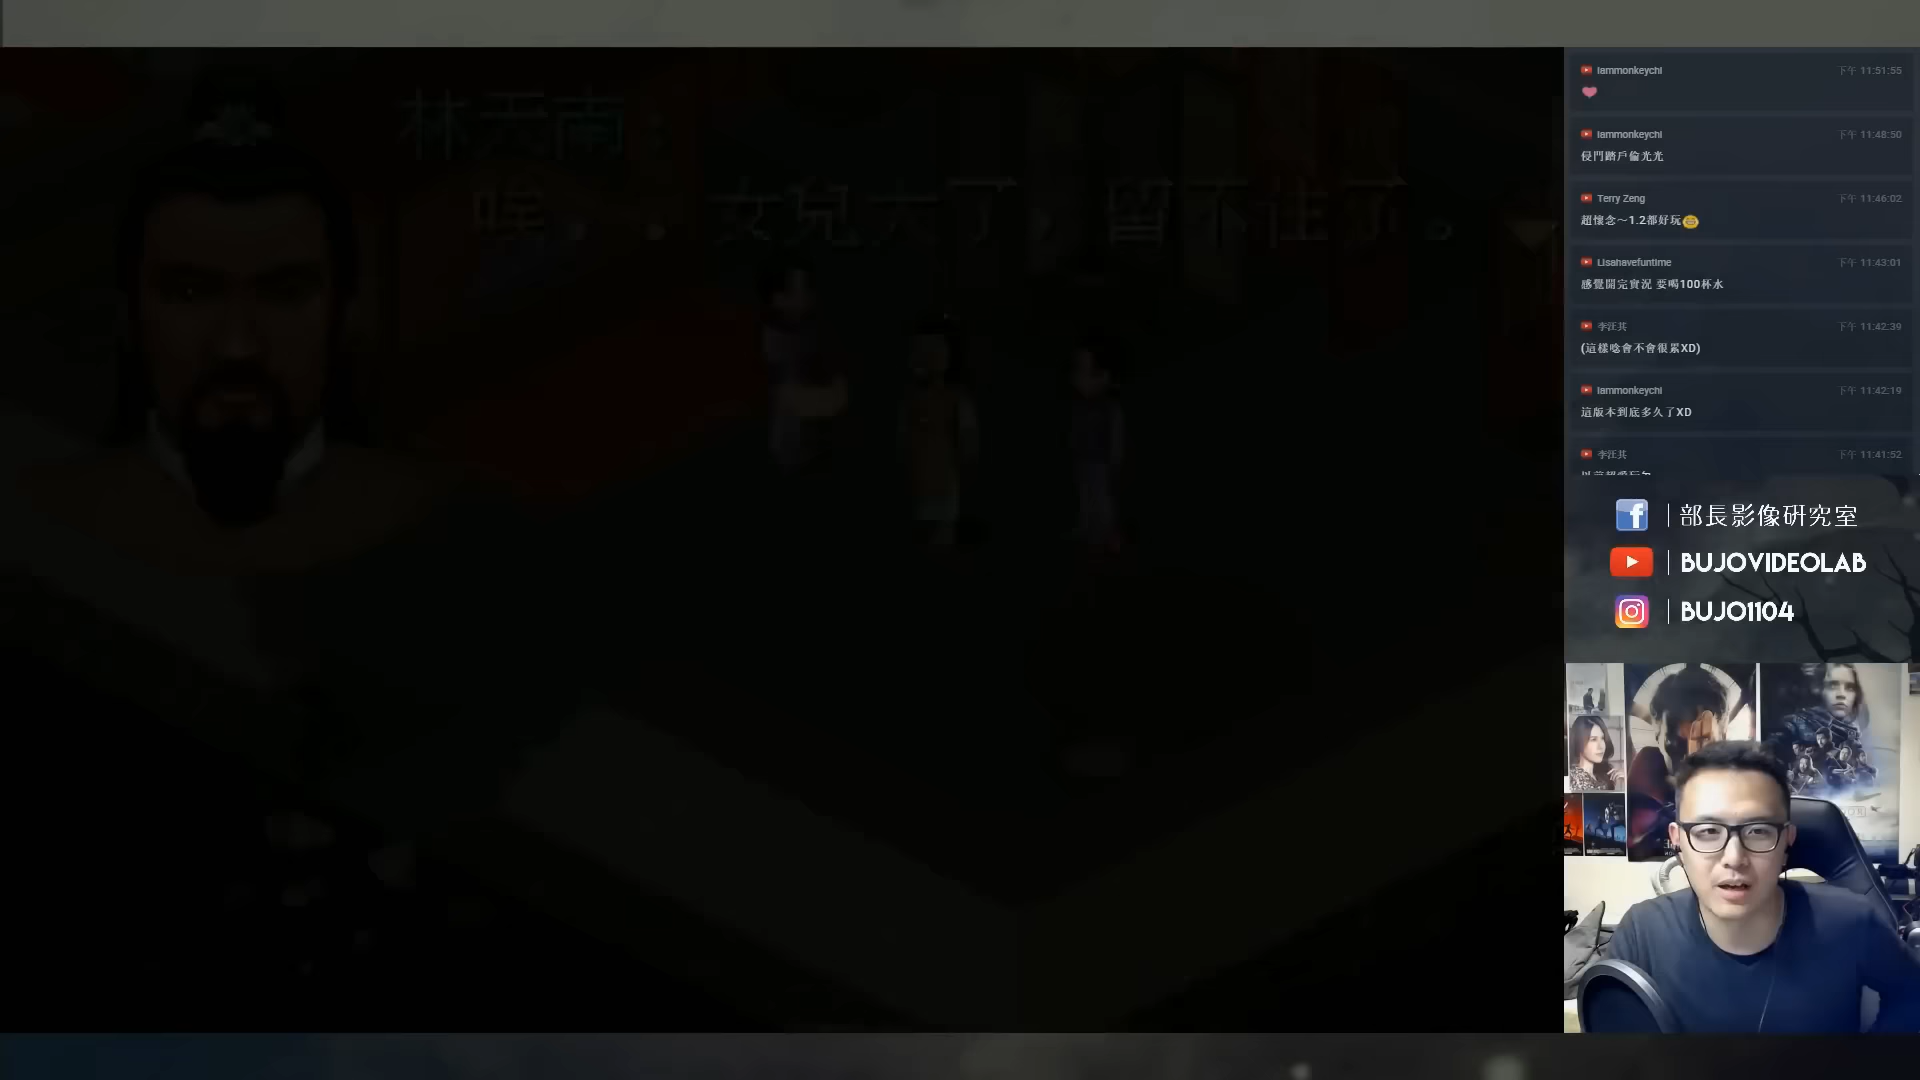 林天南：
唉．．女兒大了，留不住了。
Iammonkeychi
下午 11:51:55
Iammonkeychi
下午 11:48:50
侵門踏戶偷光光
Terry Zeng
下午 11:46:02
超懷念～1.2都好玩
Lisahavefuntime
下午 11:43:01
感覺開完實況 要喝100杯水
李汪其
下午 11:42:39
(這樣唸會不會很累XD)
Iammonkeychi
下午 11:42:19
這版本到底多久了XD
李汪其
下午 11:41:52
部長影像研究室
BUJOVIDEOLAB
BUJO1104